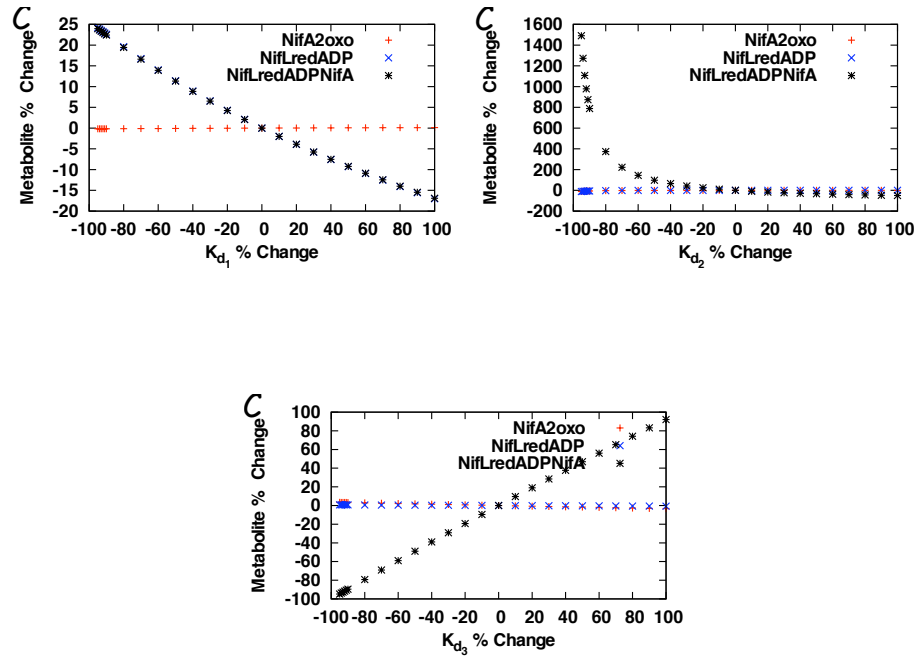 C
25
20
15
10
5
0
-5
-10
-15
-20
Metabolite % Change
NifA2oxo
NifLredADP
NifLredADPNifA
-100 -80 -60 -40 -20 0 20 40 60 80 100
Kd1 % Change
C
1600
1400
1200
1000
800
600
400
200
0
-200
Metabolite % Change
NifA2oxo
NifLredADP
NifLredADPNifA
-100 -80 -60 -40 -20 0 20 40 60 80 100
Kd2 % Change
C
100
80
60
40
20
0
-20
-40
-60
-80
-100
Metabolite % Change
NifA2oxo
NifLredADP
NifLredADPNifA
-100 -80 -60 -40 -20 0 20 40 60 80 100
Kd3 % Change